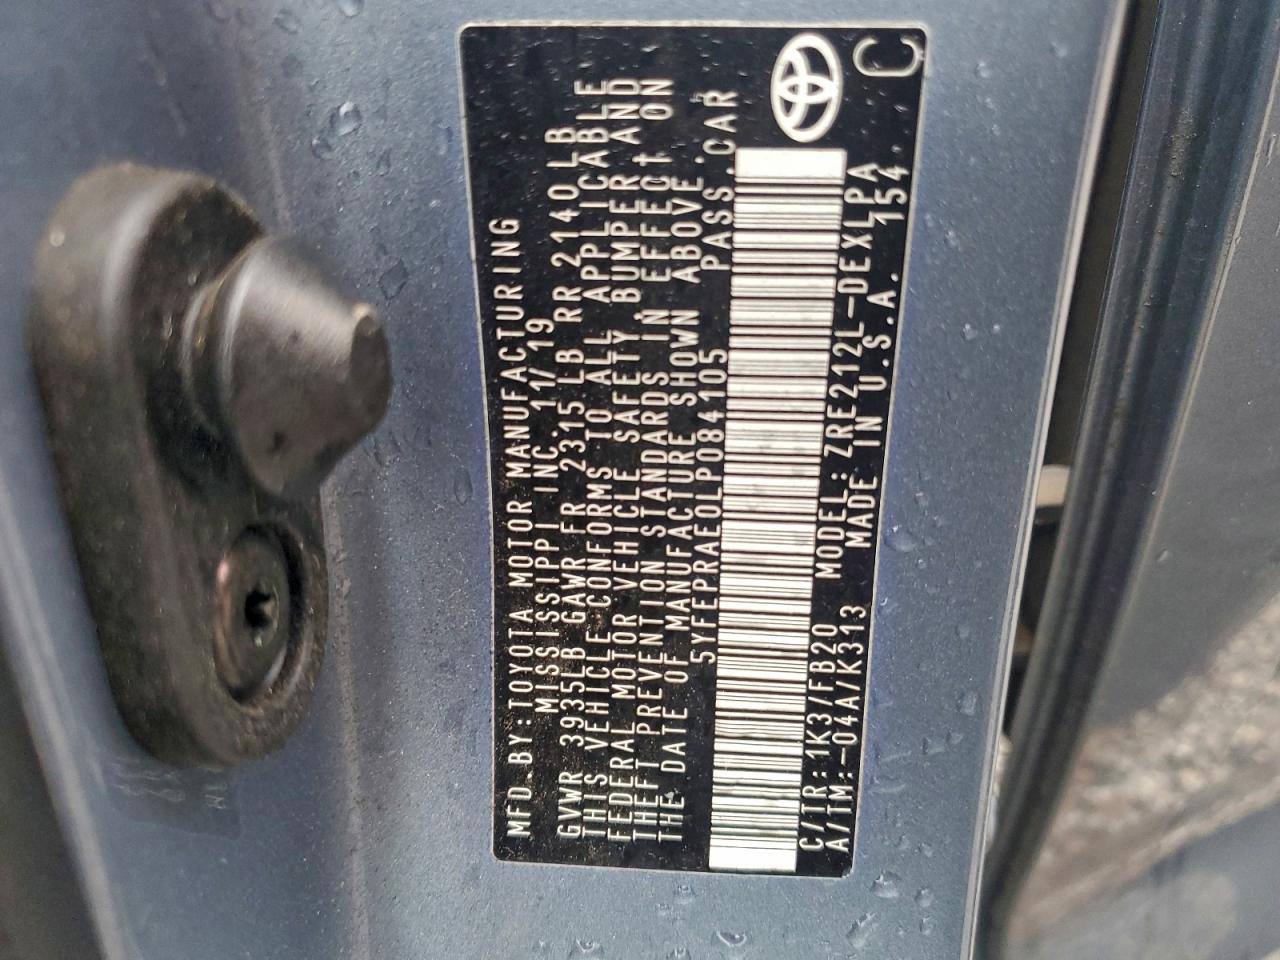 MFD.BY:TOYOTA MOTOR MANUFACTURING
MISSISSIPPI INC. 11/19
GVWR 3935LB GAWR FR 2315 LB RR 2140 LB
THIS VEHICLE CONFORMS TO ALL APPLICABLE
FEDERAL MOTOR VEHICLE SAFETY, BUMPER AND
THEFT PREVENTION STANDARDS IN EFFECT ON
THE DATE OF MANUFACTURE SHOWN ABOVE.
5YFEPRAE0LP084105 PASS.CAR
C/TR:1K3/FB20 MODEL:ZRE212L-DEXLPA
A/TM:-04A/K313 MADE IN U.S.A. 154
C